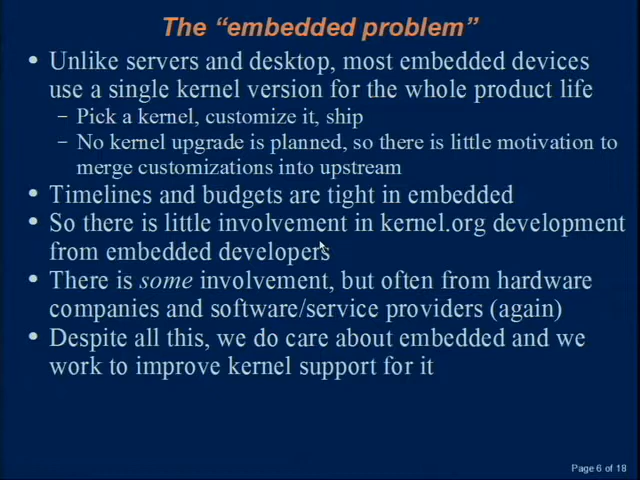 The “embedded problem”
• Unlike servers and desktop, most embedded devices
use a single kernel version for the whole product life
– Pick a kernel, customize it, ship
– No kernel upgrade is planned, so there is little motivation to
merge customizations into upstream
• Timelines and budgets are tight in embedded
• So there is little involvement in kernel.org development
from embedded developers
• There is some involvement, but often from hardware
companies and software/service providers (again)
• Despite all this, we do care about embedded and we
work to improve kernel support for it
Page 6 of 18